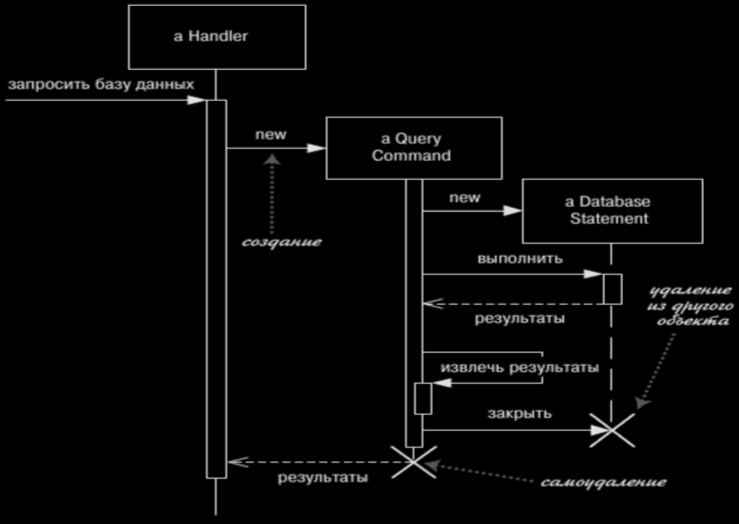 a Handler
запросить базу данных
new
a Query
Command
new
a Database
Statement
создание
выполнить
удаление
из другого
объекта
результаты
извлечь результаты
закрыть
результаты
самоудаление